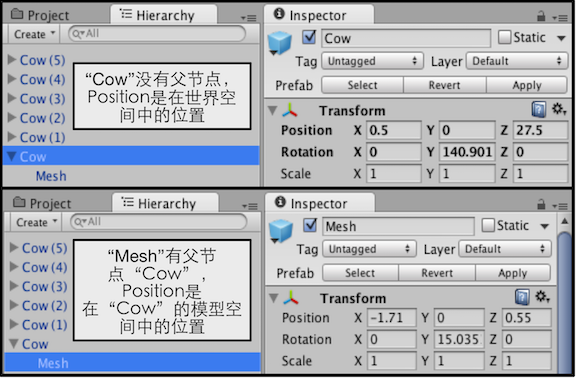 Project
Hierarchy
Inspector
Create
All
Cow
Static
Tag Untagged Layer Default
Prefab Select Revert Apply
Cow (5)
Cow (4)
Cow (3)
Cow (2)
Cow (1)
Cow
Mesh
“Cow”没有父节点，
Position是在世界空
间中的位置
Transform
Position X 0.5 Y 0 Z 27.5
Rotation X 0 Y 140.901 Z 0
Scale X 1 Y 1 Z 1
Project
Hierarchy
Inspector
Create
All
Mesh
Static
Tag Untagged Layer Default
Prefab Select Revert Apply
Cow (5)
Cow (4)
Cow (3)
Cow (2)
Cow (1)
Cow
Mesh
“Mesh”有父节
点“Cow”，
Position是
在“Cow”的模型空
间中的位置
Transform
Position X −1.71 Y 0 Z 0.55
Rotation X 0 Y 15.035 Z 0
Scale X 1 Y 1 Z 1